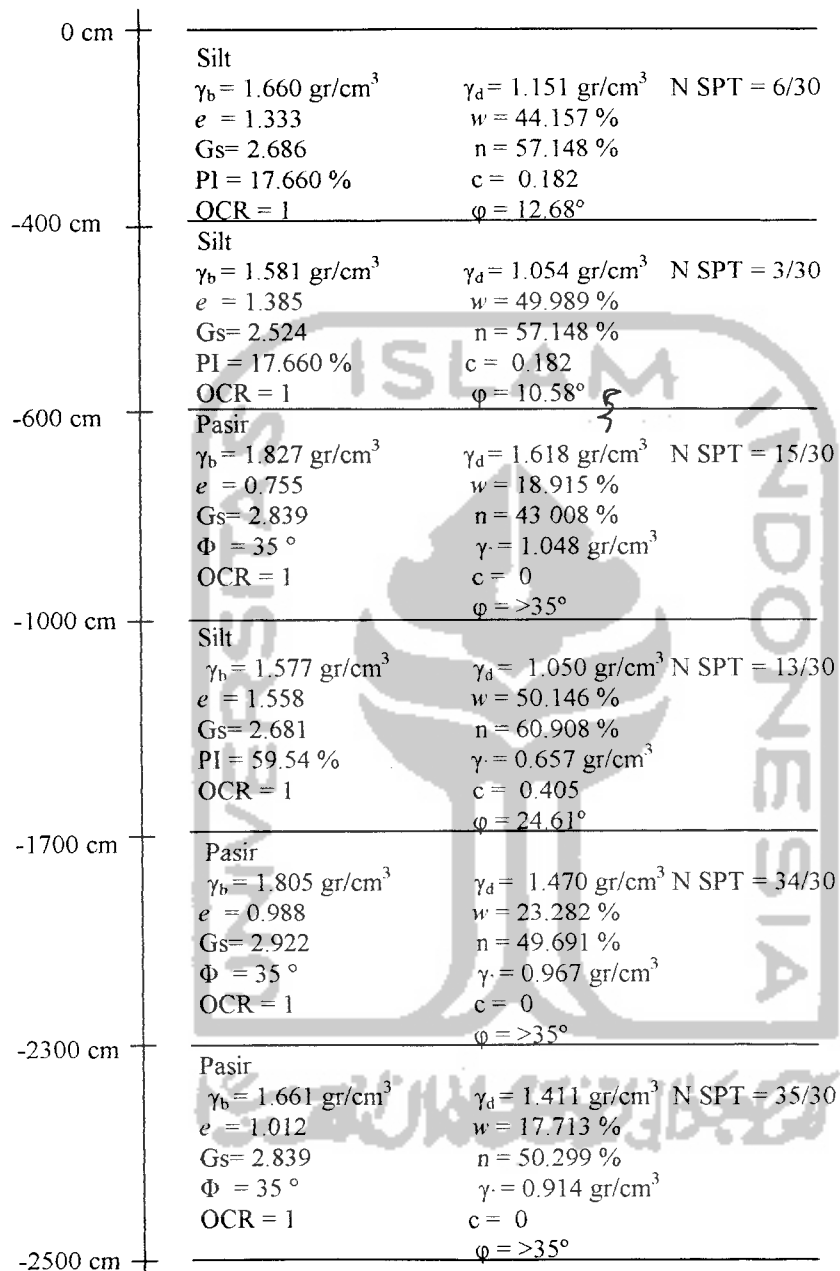 0 cm
Silt
γb = 1.660 gr/cm³ γd = 1.151 gr/cm³ N SPT = 6/30
e = 1.333 w = 44.157 %
Gs= 2.686 n = 57.148 %
PI = 17.660 % c = 0.182
OCR = 1 φ = 12.68°
-400 cm
Silt
γb = 1.581 gr/cm³ γd = 1.054 gr/cm³ N SPT = 3/30
e = 1.385 w = 49.989 %
Gs= 2.524 n = 57.148 %
PI = 17.660 % c = 0.182
OCR = 1 φ = 10.58°
-600 cm
Pasir
γb = 1.827 gr/cm³ γd = 1.618 gr/cm³ N SPT = 15/30
e = 0.755 w = 18.915 %
Gs= 2.839 n = 43 008 %
Φ = 35 ° γ· = 1.048 gr/cm³
OCR = 1 c = 0
φ = >35°
-1000 cm
Silt
γb = 1.577 gr/cm³ γd = 1.050 gr/cm³ N SPT = 13/30
e = 1.558 w = 50.146 %
Gs= 2.681 n = 60.908 %
PI = 59.54 % γ· = 0.657 gr/cm³
OCR = 1 c = 0.405
φ = 24.61°
-1700 cm
Pasir
γb = 1.805 gr/cm³ γd = 1.470 gr/cm³ N SPT = 34/30
e = 0.988 w = 23.282 %
Gs= 2.922 n = 49.691 %
Φ = 35 ° γ· = 0.967 gr/cm³
OCR = 1 c = 0
φ = >35°
-2300 cm
Pasir
γb = 1.661 gr/cm³ γd = 1.411 gr/cm³ N SPT = 35/30
e = 1.012 w = 17.713 %
Gs= 2.839 n = 50.299 %
Φ = 35 ° γ· = 0.914 gr/cm³
OCR = 1 c = 0
φ = >35°
-2500 cm
UNIVERSITAS
ISLAM
INDONESIA